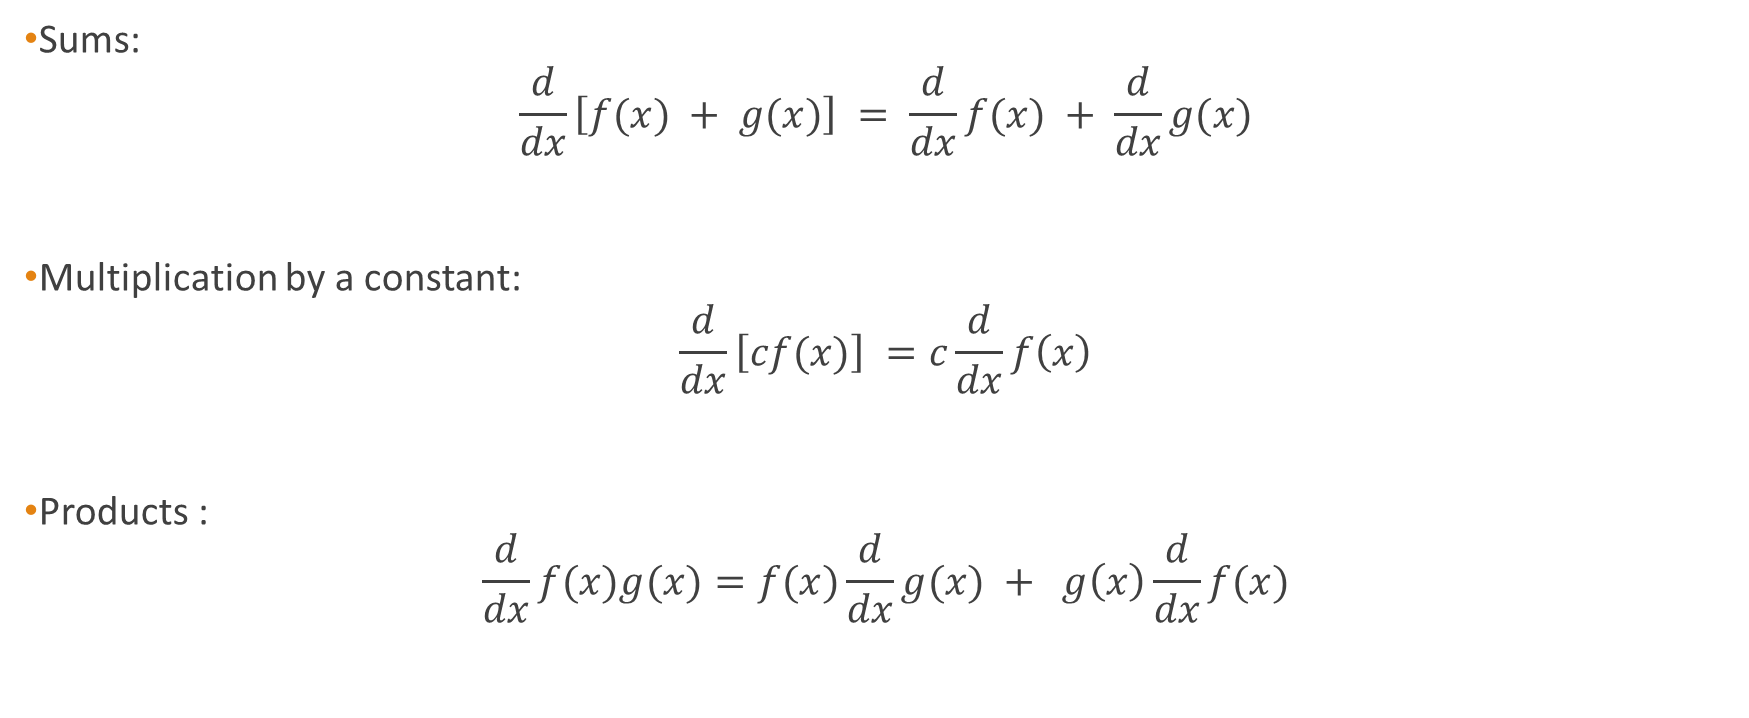 •Sums:
d/dx [f(x) + g(x)] = d/dx f(x) + d/dx g(x)
•Multiplication by a constant:
d/dx [cf(x)] = c d/dx f(x)
•Products :
d/dx f(x)g(x) = f(x) d/dx g(x) + g(x) d/dx f(x)